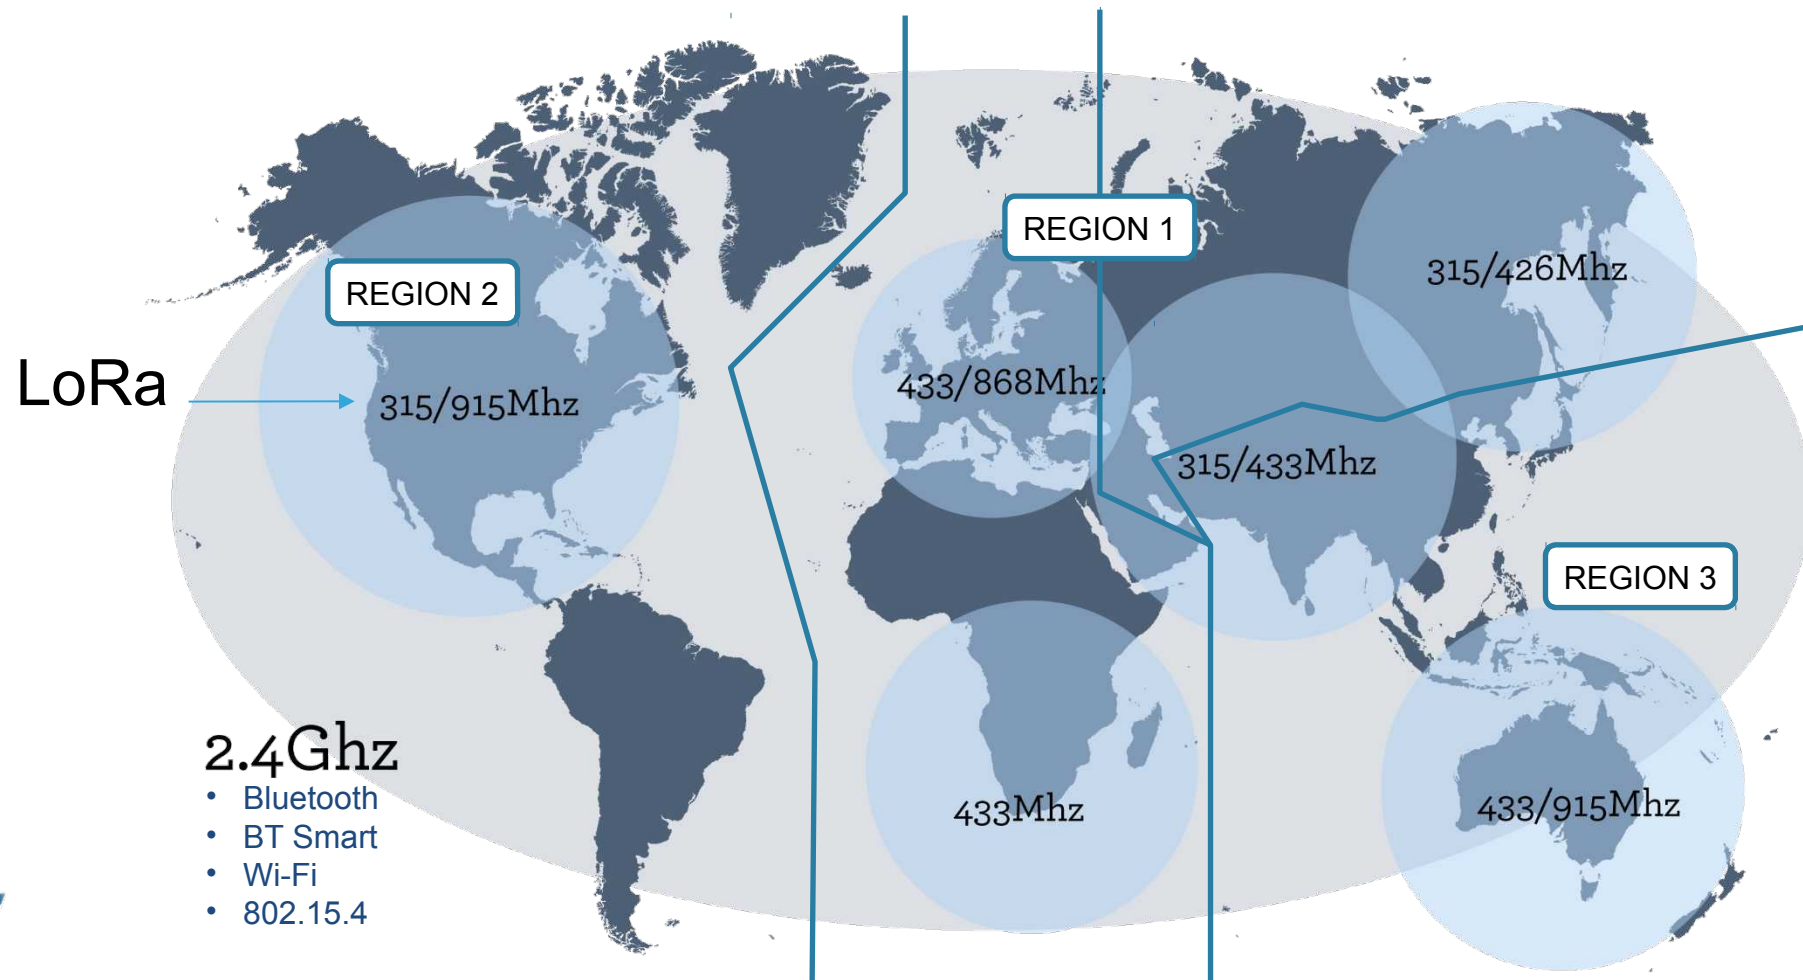 REGION 1
REGION 2
REGION 3
LoRa
315/915Mhz
433/868Mhz
315/426Mhz
315/433Mhz
433Mhz
433/915Mhz
2.4Ghz
• Bluetooth
• BT Smart
• Wi-Fi
• 802.15.4